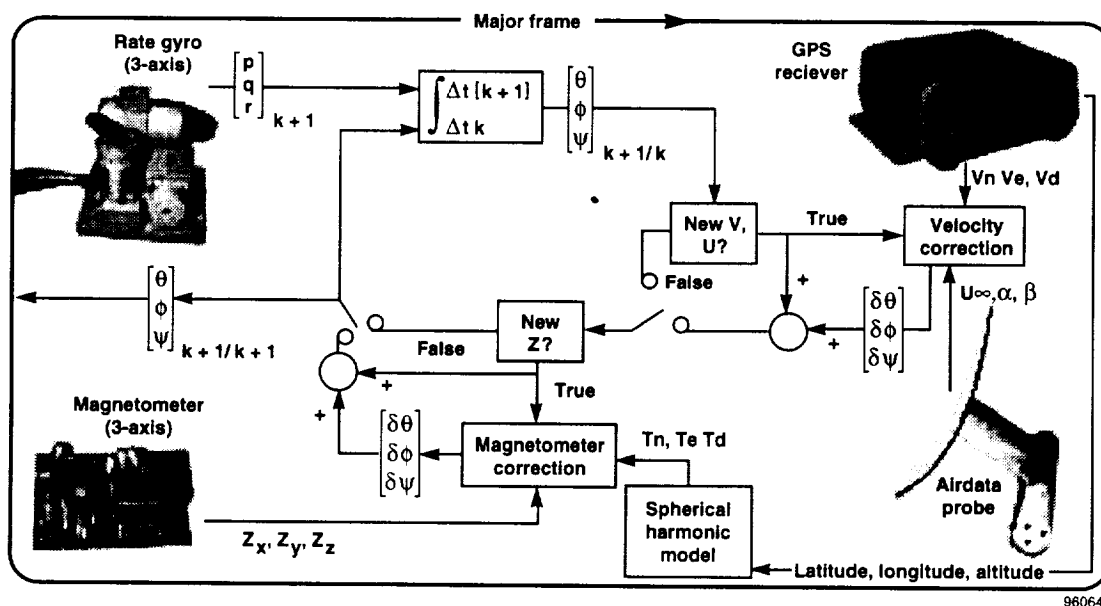 Major frame
Rate gyro
(3-axis)
p
q
r
k + 1
∫ Δt {k + 1}
Δt k
θ
ϕ
ψ
k + 1/k
GPS
reciever
Vn Ve, Vd
New V,
U?
True
Velocity
correction
False
+
U∞,α, β
θ
ϕ
ψ
k + 1/k + 1
New
Z?
False
+
δθ
δϕ
δψ
+
+
True
Magnetometer
(3-axis)
δθ
δϕ
δψ
Magnetometer
correction
Tn, Te Td
Airdata
probe
Spherical
harmonic
model
Zx, Zy, Zz
Latitude, longitude, altitude
96064